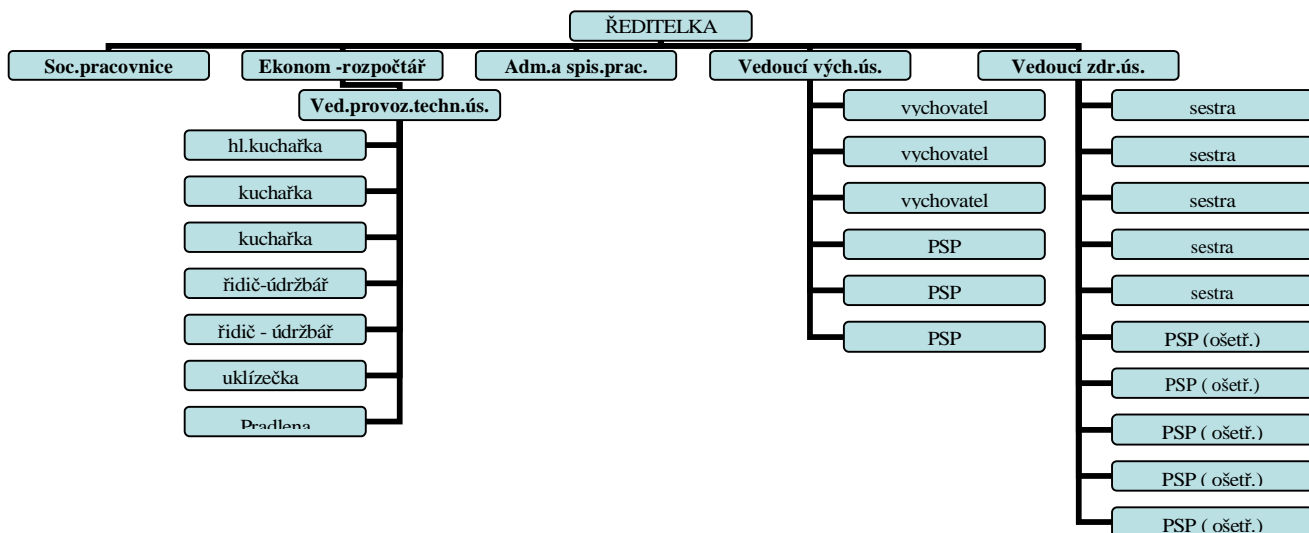 ŘEDITELKA
Soc.pracovnice
Ekonom -rozpočtář
Adm.a spis.prac.
Vedoucí vých.ús.
Vedoucí zdr.ús.
Ved.provoz.techn.ús.
hl.kuchařka
kuchařka
kuchařka
řidič-údržbář
řidič - údržbář
uklízečka
Pradlena
vychovatel
vychovatel
vychovatel
PSP
PSP
PSP
sestra
sestra
sestra
sestra
sestra
PSP (ošetř.)
PSP ( ošetř.)
PSP ( ošetř.)
PSP ( ošetř.)
PSP ( ošetř.)